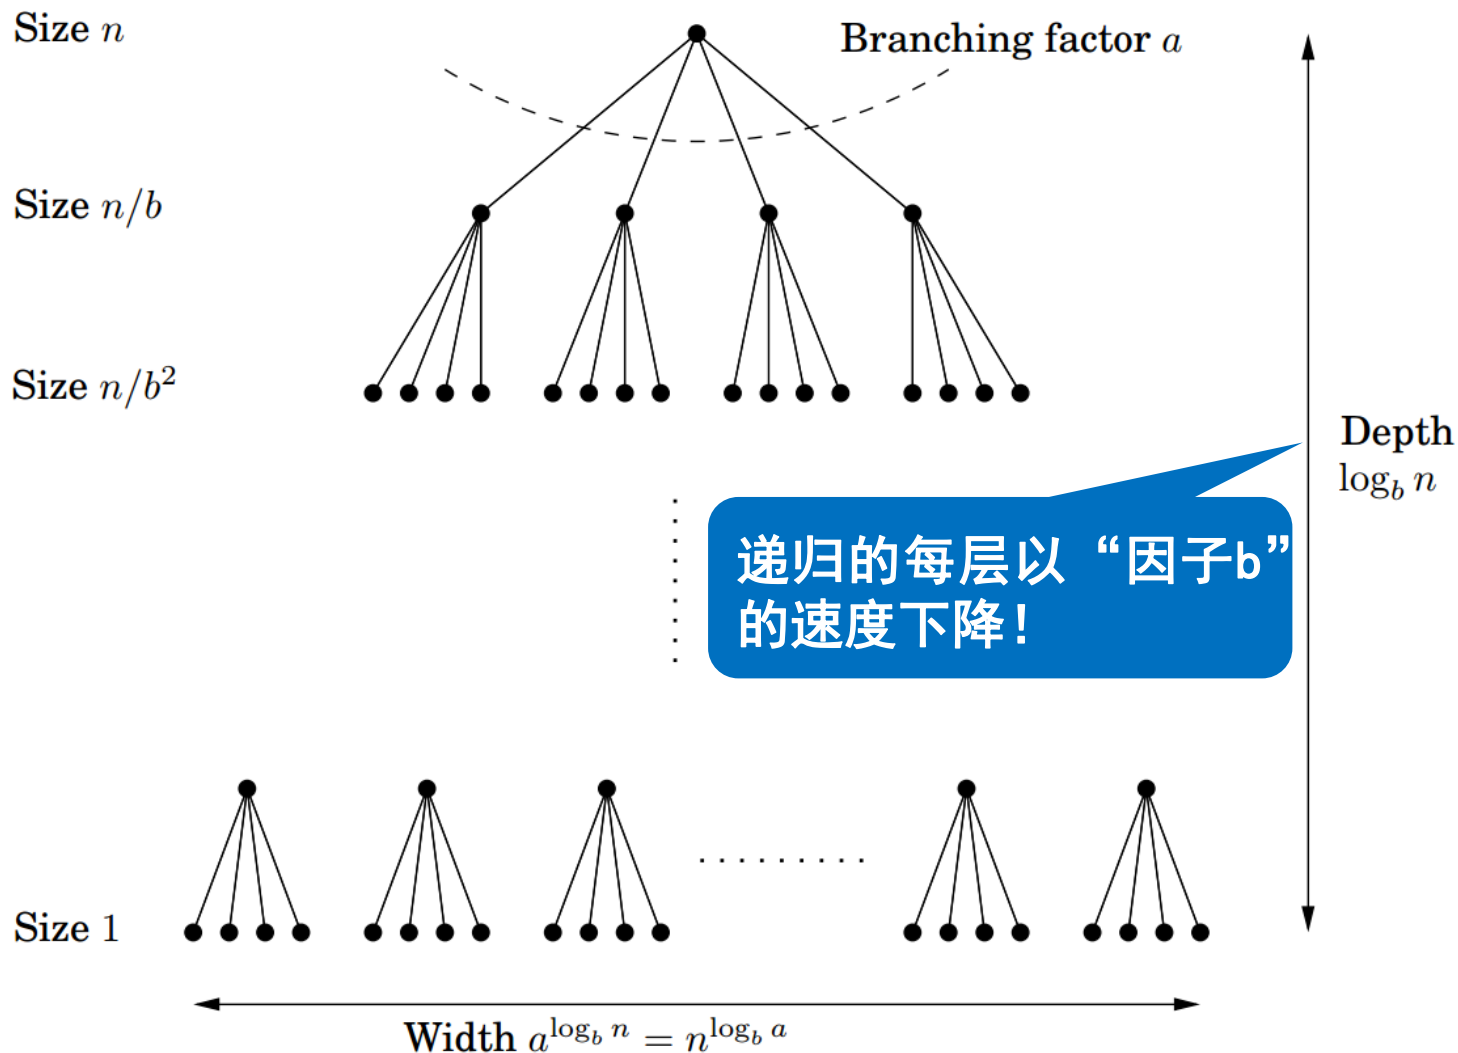 Size n
Branching factor a
Size n/b
Size n/b²
Depth
log_b n
递归的每层以“因子b”
的速度下降！
Size 1
Width a^{log_b n} = n^{log_b a}